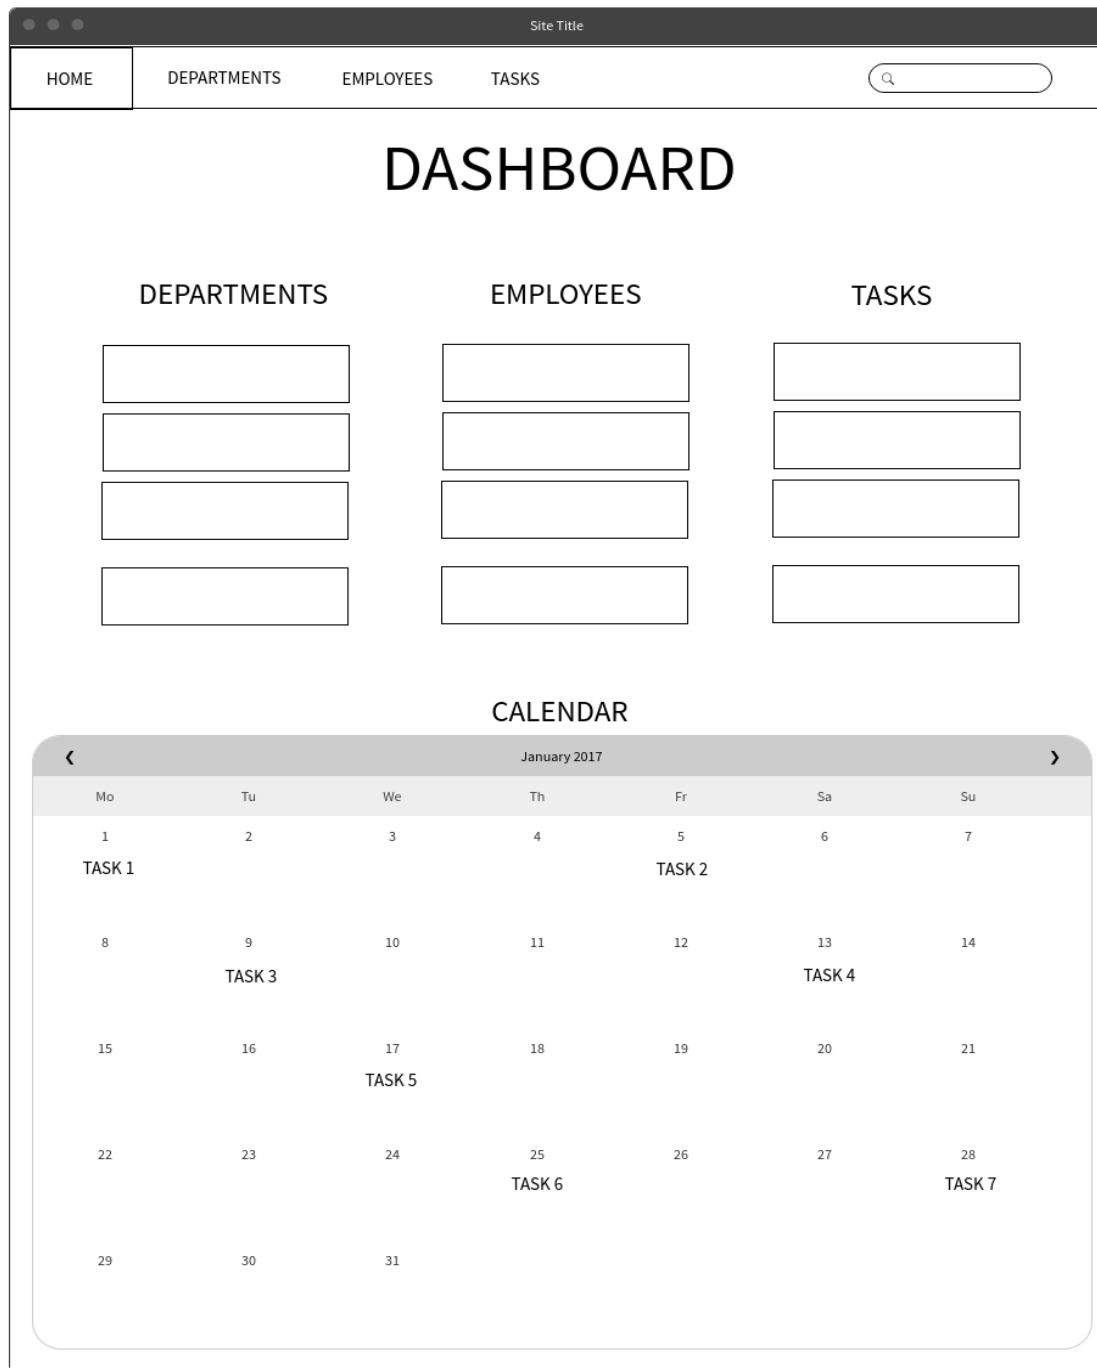 Site Title
HOME DEPARTMENTS EMPLOYEES TASKS
DASHBOARD
DEPARTMENTS EMPLOYEES TASKS
CALENDAR
❮ January 2017 ❯
Mo Tu We Th Fr Sa Su
1 2 3 4 5 6 7
TASK 1 TASK 2
8 9 10 11 12 13 14
TASK 3 TASK 4
15 16 17 18 19 20 21
TASK 5
22 23 24 25 26 27 28
TASK 6 TASK 7
29 30 31